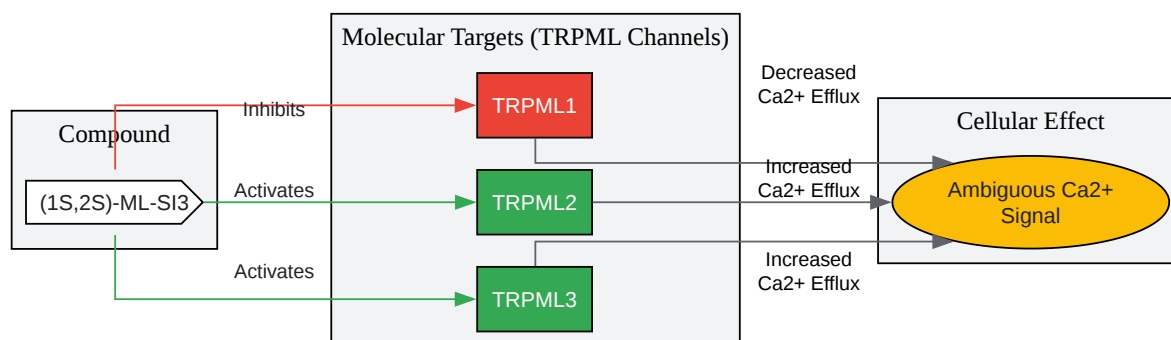 Molecular Targets (TRPML Channels)
Decreased
Ca2+ Efflux
Inhibits
TRPML1
Compound
Cellular Effect
(1S,2S)-ML-SI3
Activates
TRPML2
Increased
Ca2+ Efflux
Ambiguous Ca2+
Signal
Activates
TRPML3
Increased
Ca2+ Efflux